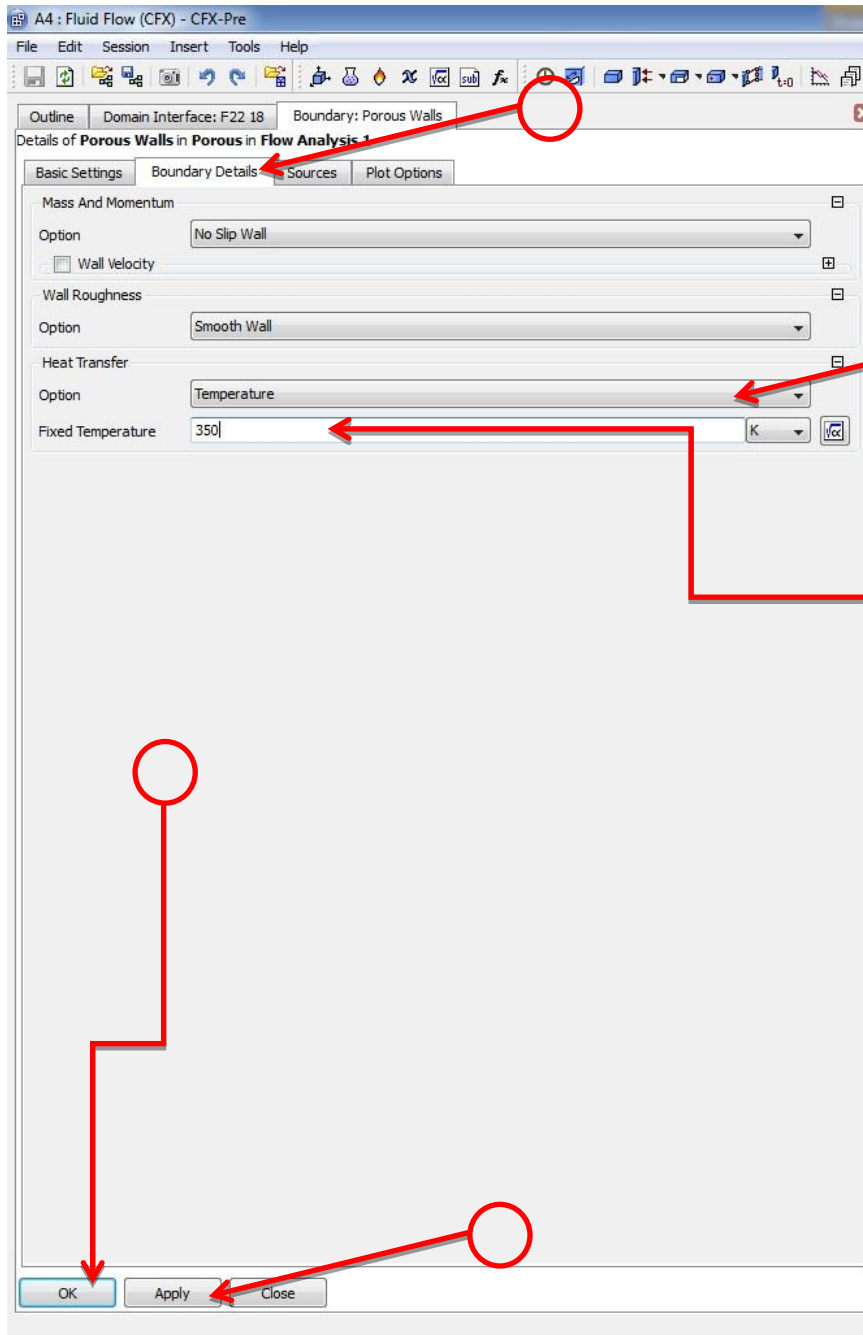 A4 : Fluid Flow (CFX) - CFX-Pre
File Edit Session Insert Tools Help
√α sub fx t=0
Outline Domain Interface: F22 18 Boundary: Porous Walls
Details of Porous Walls in Porous in Flow Analysis 1
Basic Settings Boundary Details Sources Plot Options
Mass And Momentum
Option No Slip Wall
Wall Velocity
Wall Roughness
Option Smooth Wall
Heat Transfer
Option Temperature
Fixed Temperature 350 K √α
OK Apply Close